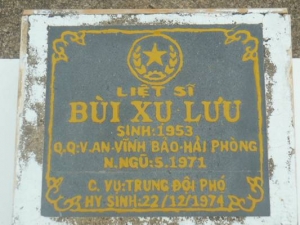 LIỆT SĨ
BÙI XU LƯU
SINH:1953
Q.Q:V.AN-VĨNH BẢO-HẢI PHÒNG
N.NGŨ:5.1971
C.VỤ:TRUNG ĐỘI PHÓ
HY SINH:22/12/1974